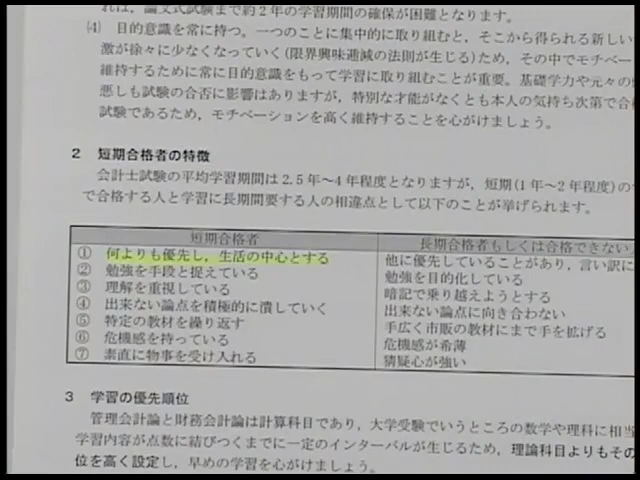 れば，論文式試験まで約２年の学習期間の確保が困難となります。
⑷ 目的意識を常に持つ。一つのことに集中的に取り組むと，そこから得られる新しい
激が徐々に少なくなっていく(限界興味逓減の法則が生じる)ため，その中でモチベー
維持するために常に目的意識をもって学習に取り組むことが重要。基礎学力や元々の
悪しも試験の合否に影響はありますが，特別な才能がなくとも本人の気持ち次第で合
試験であるため，モチベーションを高く維持することを心がけましょう。
２ 短期合格者の特徴
会計士試験の平均学習期間は2.5年～4年程度となりますが，短期(1年～2年程度)の
で合格する人と学習に長期間要する人の相違点として以下のことが挙げられます。
短期合格者 長期合格者もしくは合格できない
① 何よりも優先し，生活の中心とする 他に優先していることがあり，言い訳に
② 勉強を手段と捉えている 勉強を目的化している
③ 理解を重視している 暗記で乗り越えようとする
④ 出来ない論点を積極的に潰していく 出来ない論点に向き合わない
⑤ 特定の教材を繰り返す 手広く市販の教材にまで手を拡げる
⑥ 危機感を持っている 危機感が希薄
⑦ 素直に物事を受け入れる 猜疑心が強い
３ 学習の優先順位
管理会計論と財務会計論は計算科目であり，大学受験でいうところの数学や理科に相当
学習内容が点数に結びつくまでに一定のインターバルが生じるため，理論科目よりもその
位を高く設定し，早めの学習を心がけましょう。